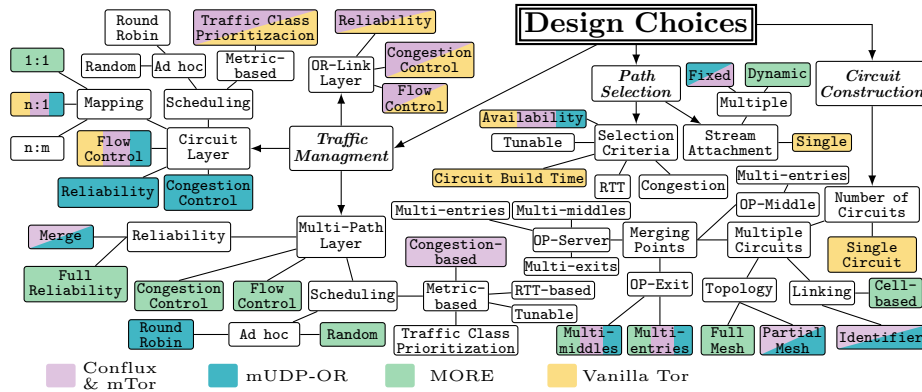 Design Choices
Round
Robin
Traffic Class
Prioritizacion
Reliability
1:1
Random
Ad hoc
Metric-
based
OR-Link
Layer
Congestion
Control
Flow
Control
n:1
Mapping
Scheduling
n:m
Flow
Control
Circuit
Layer
Traffic
Managment
Reliability
Congestion
Control
Path
Selection
Fixed
Dynamic
Multiple
Circuit
Construction
Availability
Tunable
Selection
Criteria
Stream
Attachment
Single
Circuit Build Time
RTT
Congestion
Multi-entries
OP-Middle
Number of
Circuits
Merge
Reliability
Multi-Path
Layer
Multi-entries
Multi-middles
OP-Server
Merging
Points
Multiple
Circuits
Single
Circuit
Multi-exits
Full
Reliability
Congestion
Control
Flow
Control
Scheduling
Congestion-
based
Metric-
based
RTT-based
Tunable
OP-Exit
Topology
Linking
Cell-
based
Round
Robin
Ad hoc
Random
Traffic Class
Prioritization
Multi-
middles
Multi-
entries
Full
Mesh
Partial
Mesh
Identifier
Conflux
& mTor
mUDP-OR
MORE
Vanilla Tor